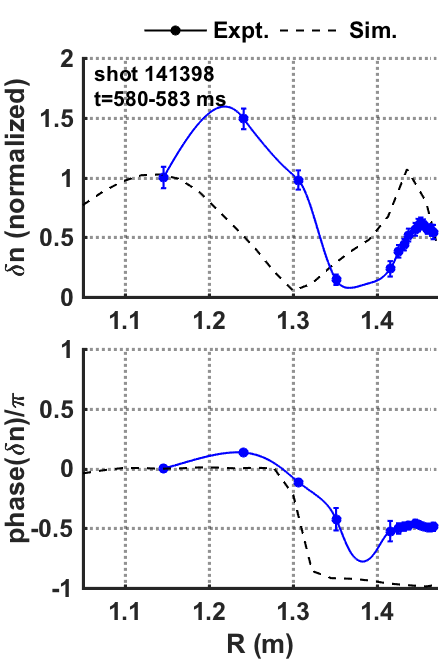 Expt. Sim.
shot 141398
t=580-583 ms
δn (normalized)
2
1.5
1
0.5
0
1.1 1.2 1.3 1.4
phase(δn)/π
1
0.5
0
-0.5
-1
1.1 1.2 1.3 1.4
R (m)